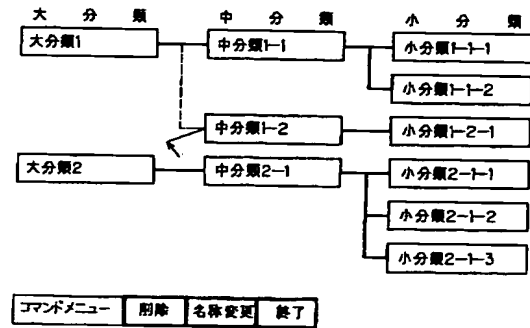 大分類 中分類 小分類
大分類1 中分類1-1 小分類1-1-1
小分類1-1-2
中分類1-2 小分類1-2-1
大分類2 中分類2-1 小分類2-1-1
小分類2-1-2
小分類2-1-3
コマンドメニュー 削除 名称変更 終了